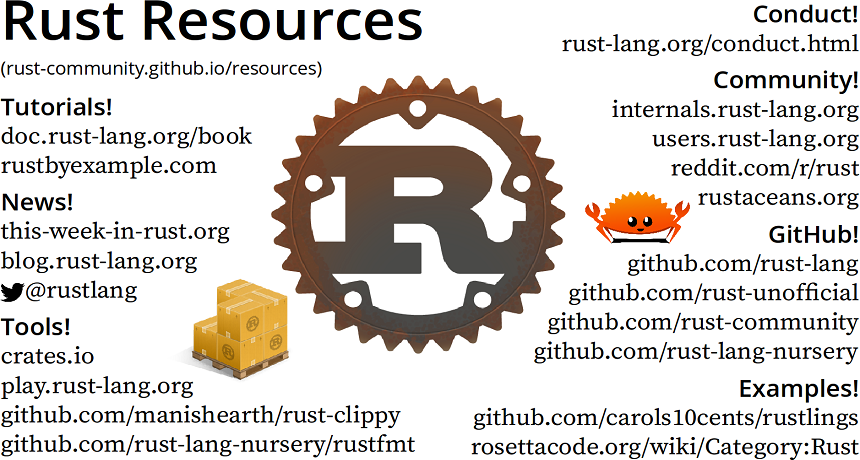 Rust Resources
(rust-community.github.io/resources)
Tutorials!
doc.rust-lang.org/book
rustbyexample.com
News!
this-week-in-rust.org
blog.rust-lang.org
@rustlang
Tools!
crates.io
play.rust-lang.org
github.com/manishearth/rust-clippy
github.com/rust-lang-nursery/rustfmt
R
Conduct!
rust-lang.org/conduct.html
Community!
internals.rust-lang.org
users.rust-lang.org
reddit.com/r/rust
rustaceans.org
GitHub!
github.com/rust-lang
github.com/rust-unofficial
github.com/rust-community
github.com/rust-lang-nursery
Examples!
github.com/carols10cents/rustlings
rosettacode.org/wiki/Category:Rust